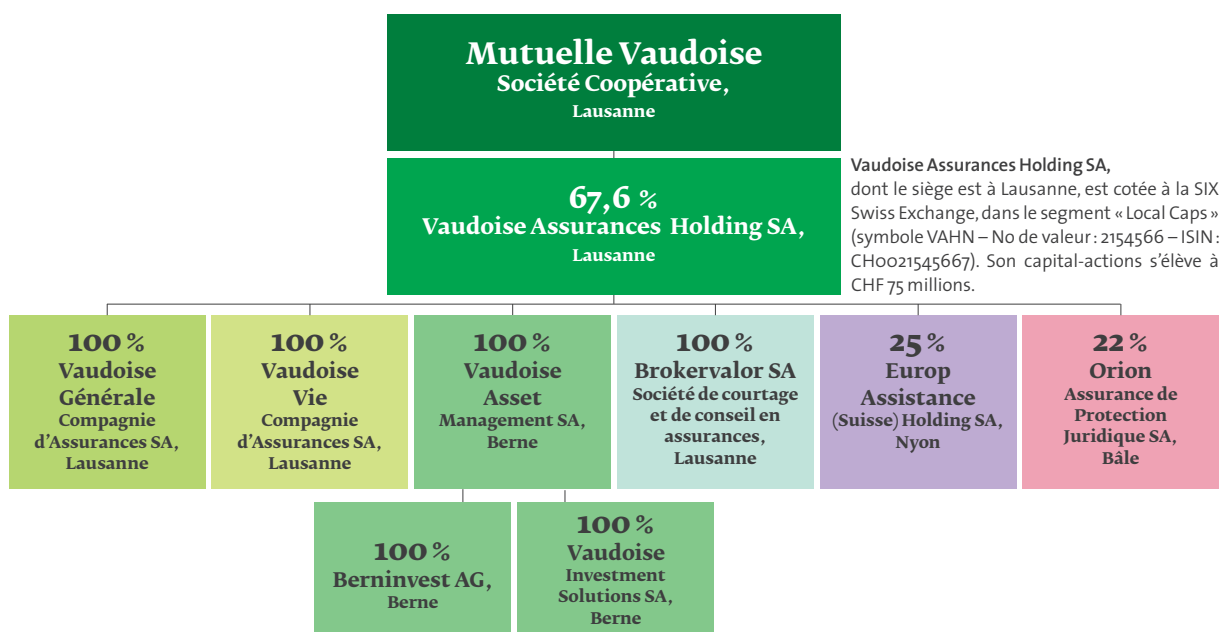 Mutuelle Vaudoise
Société Coopérative,
Lausanne
67,6 %
Vaudoise Assurances Holding SA,
Lausanne
Vaudoise Assurances Holding SA,
dont le siège est à Lausanne, est cotée à la SIX
Swiss Exchange, dans le segment « Local Caps »
(symbole VAHN – No de valeur : 2154566 – ISIN :
CH0021545667). Son capital-actions s'élève à
CHF 75 millions.
100 %
Vaudoise
Générale
Compagnie
d'Assurances SA,
Lausanne
100 %
Vaudoise
Vie
Compagnie
d'Assurances SA,
Lausanne
100 %
Vaudoise
Asset
Management SA,
Berne
100 %
Brokervalor SA
Société de courtage
et de conseil en
assurances,
Lausanne
25 %
Europ
Assistance
(Suisse) Holding SA,
Nyon
22 %
Orion
Assurance de
Protection
Juridique SA,
Bâle
100 %
Berninvest AG,
Berne
100 %
Vaudoise
Investment
Solutions SA,
Berne